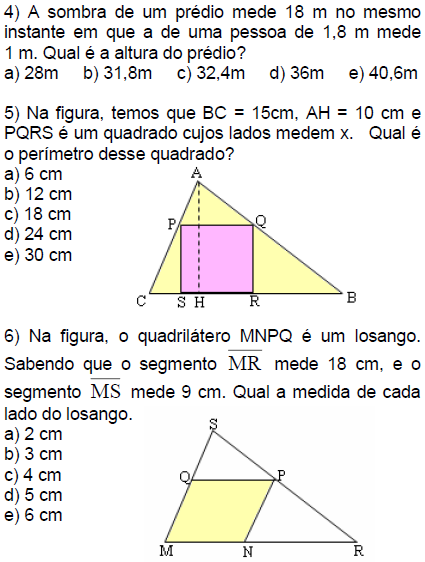 4) A sombra de um prédio mede 18 m no mesmo
instante em que a de uma pessoa de 1,8 m mede
1 m. Qual é a altura do prédio?
a) 28m b) 31,8m c) 32,4m d) 36m e) 40,6m
5) Na figura, temos que BC = 15cm, AH = 10 cm e
PQRS é um quadrado cujos lados medem x. Qual é
o perímetro desse quadrado?
a) 6 cm
b) 12 cm
c) 18 cm
d) 24 cm
e) 30 cm
A
P Q
C S H R B
6) Na figura, o quadrilátero MNPQ é um losango.
Sabendo que o segmento MR mede 18 cm, e o
segmento MS mede 9 cm. Qual a medida de cada
lado do losango.
a) 2 cm
b) 3 cm
c) 4 cm
d) 5 cm
e) 6 cm
S
Q P
M N R